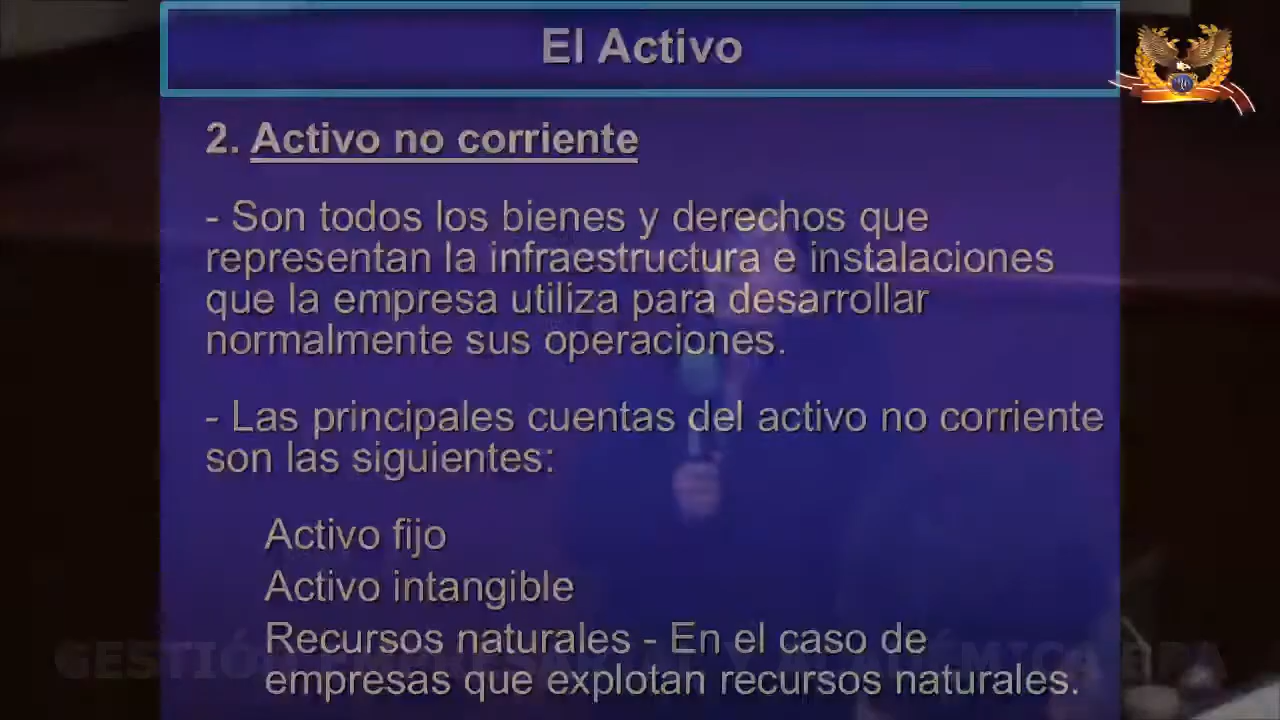 El Activo
2. Activo no corriente
- Son todos los bienes y derechos que
representan la infraestructura e instalaciones
que la empresa utiliza para desarrollar
normalmente sus operaciones.
- Las principales cuentas del activo no corriente
son las siguientes:
Activo fijo
Activo intangible
Recursos naturales - En el caso de
empresas que explotan recursos naturales.
GESTIÓN